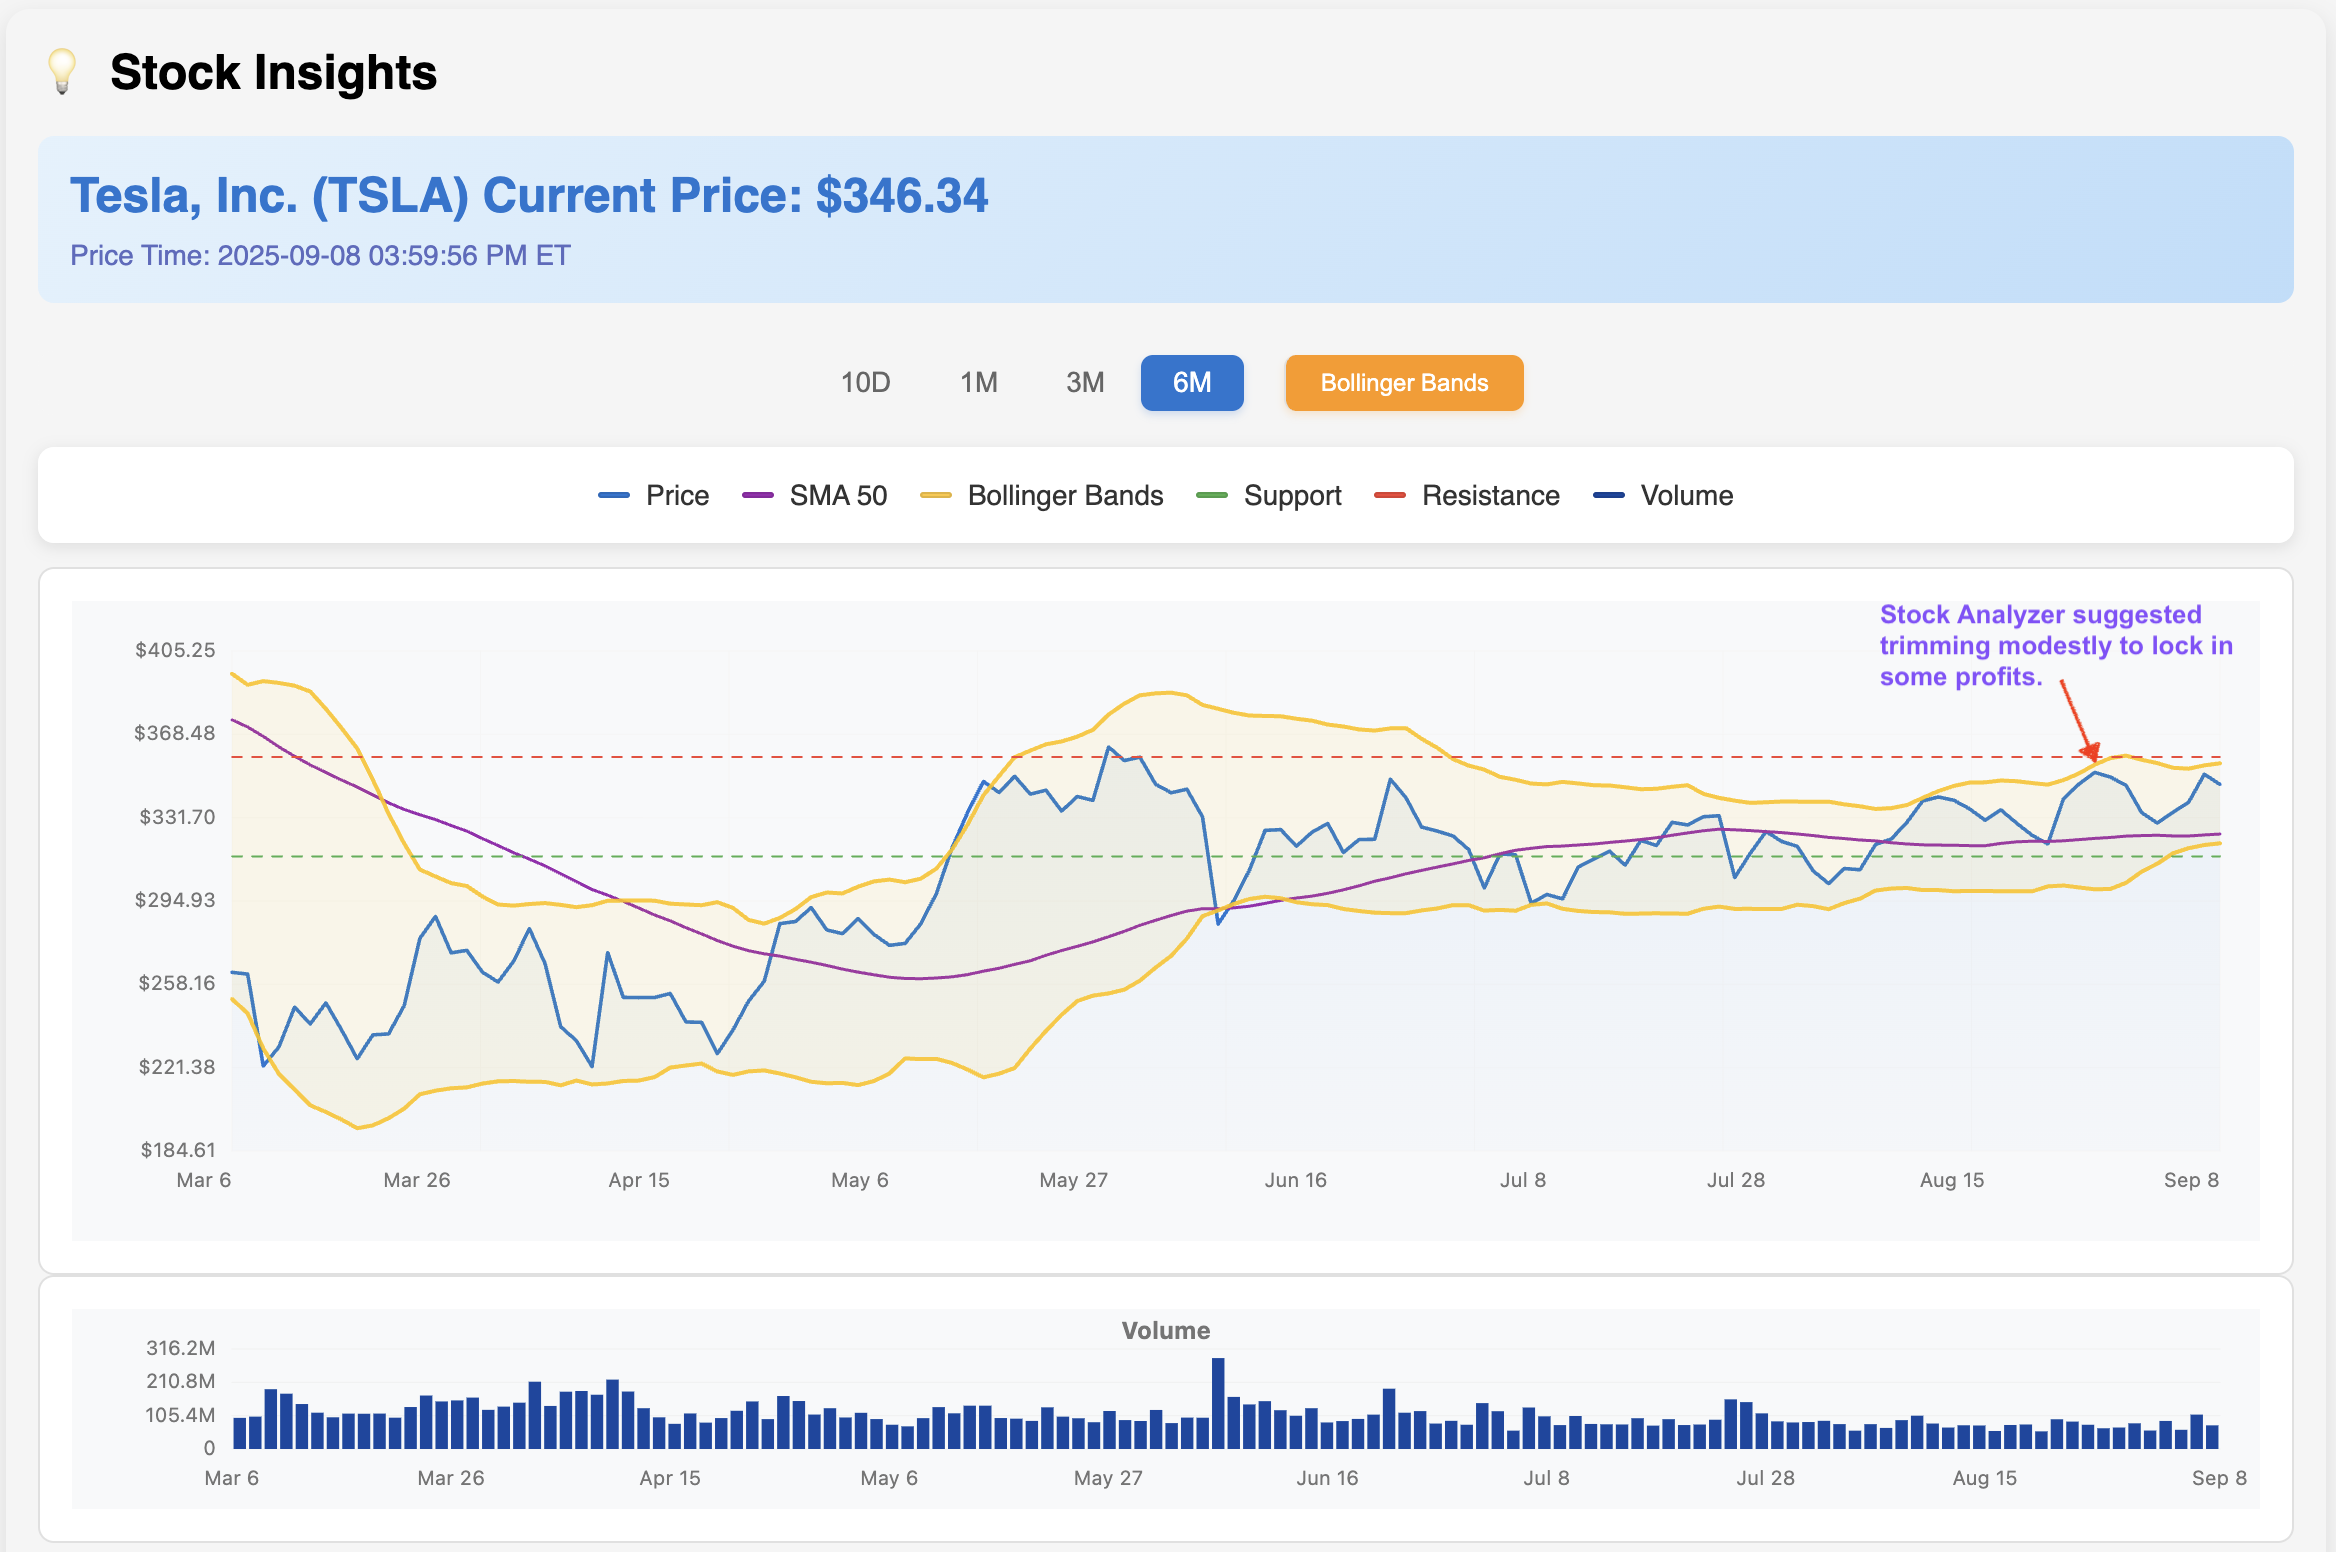 Stock Insights
Tesla, Inc. (TSLA) Current Price: $346.34
Price Time: 2025-09-08 03:59:56 PM ET
10D 1M 3M 6M Bollinger Bands
Price SMA 50 Bollinger Bands Support Resistance Volume
Stock Analyzer suggested
trimming modestly to lock in
some profits.
$405.25
$368.48
$331.70
$294.93
$258.16
$221.38
$184.61
Mar 6 Mar 26 Apr 15 May 6 May 27 Jun 16 Jul 8 Jul 28 Aug 15 Sep 8
Volume
316.2M
210.8M
105.4M
0
Mar 6 Mar 26 Apr 15 May 6 May 27 Jun 16 Jul 8 Jul 28 Aug 15 Sep 8